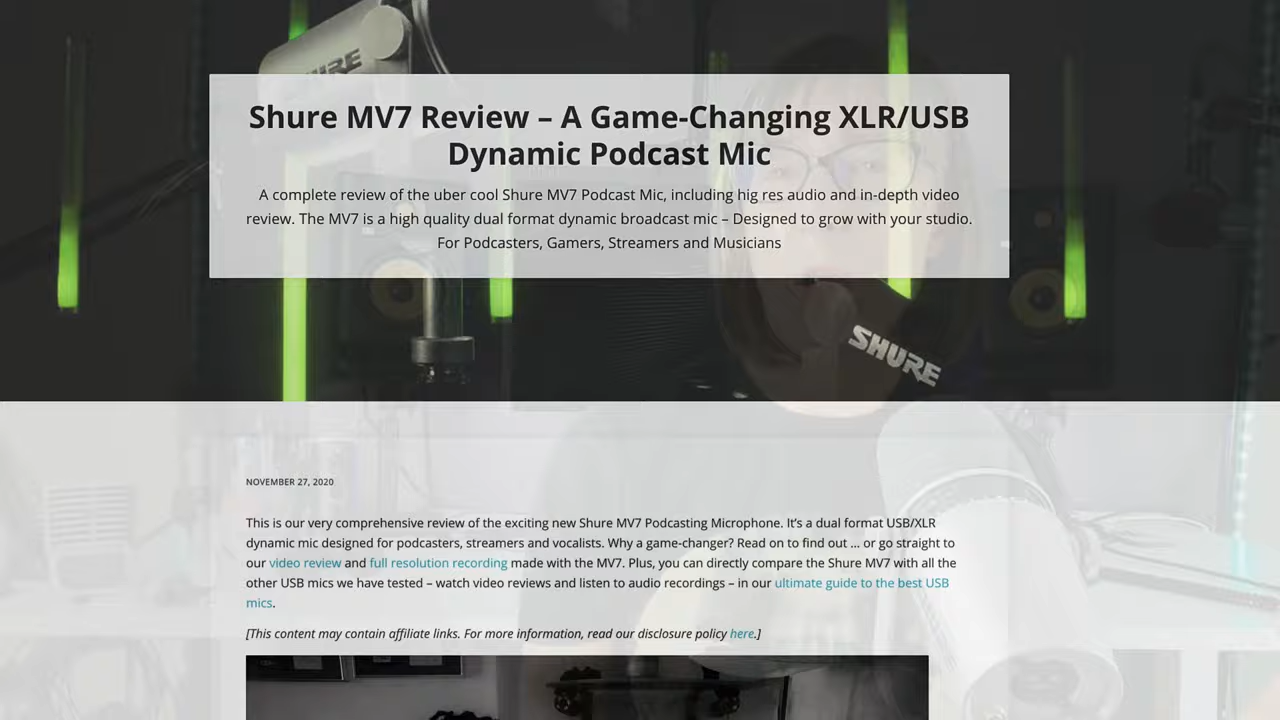 SHURE
Shure MV7 Review – A Game-Changing XLR/USB
Dynamic Podcast Mic
A complete review of the uber cool Shure MV7 Podcast Mic, including hig res audio and in-depth video
review. The MV7 is a high quality dual format dynamic broadcast mic – Designed to grow with your studio.
For Podcasters, Gamers, Streamers and Musicians
SHURE
NOVEMBER 27, 2020
This is our very comprehensive review of the exciting new Shure MV7 Podcasting Microphone. It's a dual format USB/XLR
dynamic mic designed for podcasters, streamers and vocalists. Why a game-changer? Read on to find out ... or go straight to
our video review and full resolution recording made with the MV7. Plus, you can directly compare the Shure MV7 with all the
other USB mics we have tested – watch video reviews and listen to audio recordings – in our ultimate guide to the best USB
mics.
[This content may contain affiliate links. For more information, read our disclosure policy here.]